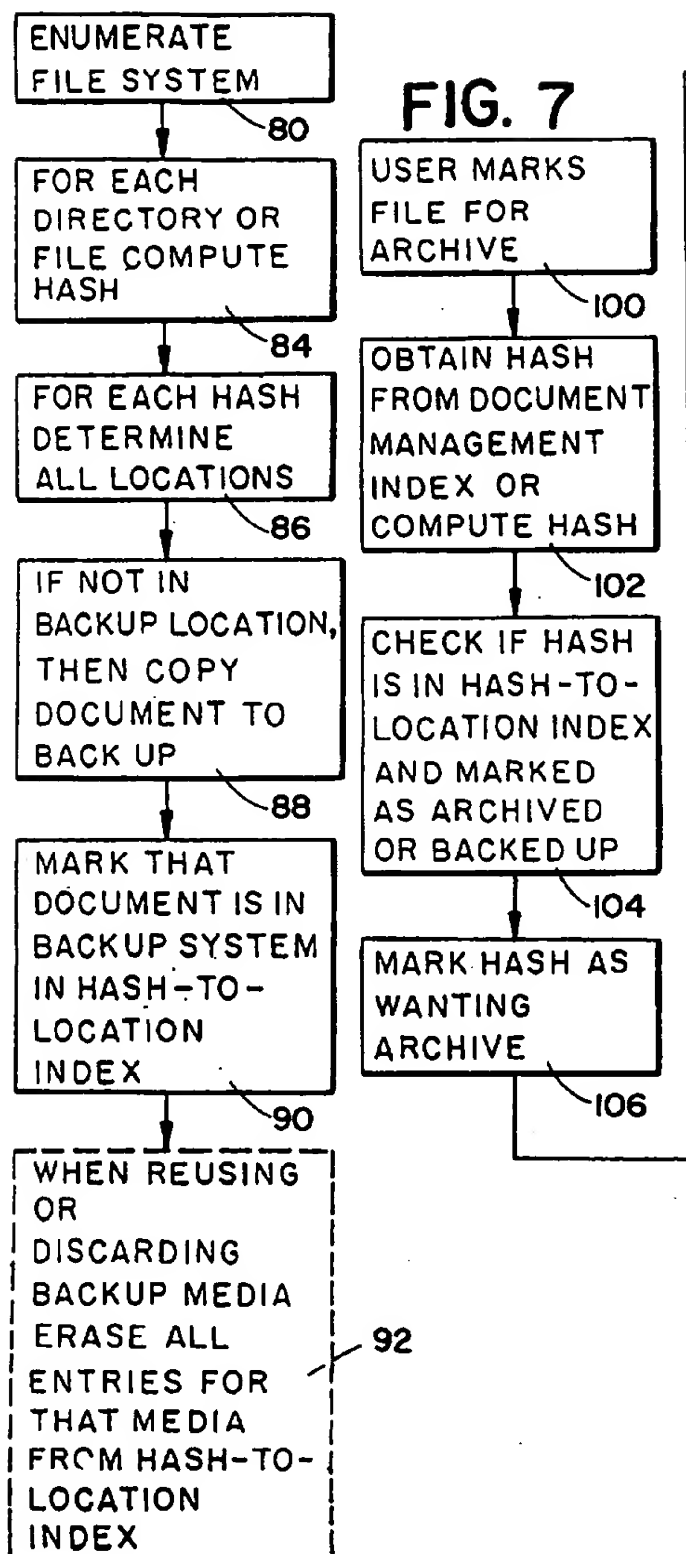 ENUMERATE
FILE SYSTEM
80
FOR EACH
DIRECTORY OR
FILE COMPUTE
HASH
84
FOR EACH HASH
DETERMINE
ALL LOCATIONS
86
IF NOT IN
BACKUP LOCATION,
THEN COPY
DOCUMENT TO
BACK UP
88
MARK THAT
DOCUMENT IS IN
BACKUP SYSTEM
IN HASH-TO-
LOCATION
INDEX
90
WHEN REUSING
OR
DISCARDING
BACKUP MEDIA
ERASE ALL
ENTRIES FOR
THAT MEDIA
FROM HASH-TO-
LOCATION
INDEX
92
FIG. 7
USER MARKS
FILE FOR
ARCHIVE
100
OBTAIN HASH
FROM DOCUMENT
MANAGEMENT
INDEX OR
COMPUTE HASH
102
CHECK IF HASH
IS IN HASH-TO-
LOCATION INDEX
AND MARKED
AS ARCHIVED
OR BACKED UP
104
MARK HASH AS
WANTING
ARCHIVE
106